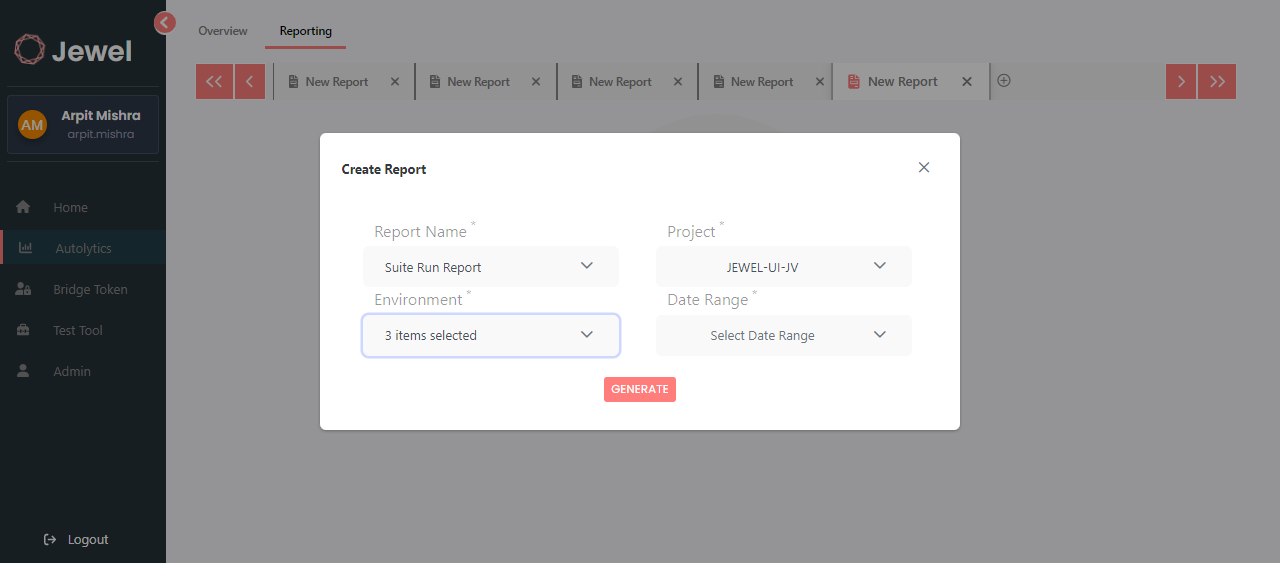 Jewel
AM
Arpit Mishra
arpit.mishra
Home
Autolytics
Bridge Token
Test Tool
Admin
Logout
Overview Reporting
New Report New Report New Report New Report New Report
Create Report
Report Name * Project *
Suite Run Report JEWEL-UI-JV
Environment * Date Range *
3 items selected Select Date Range
GENERATE